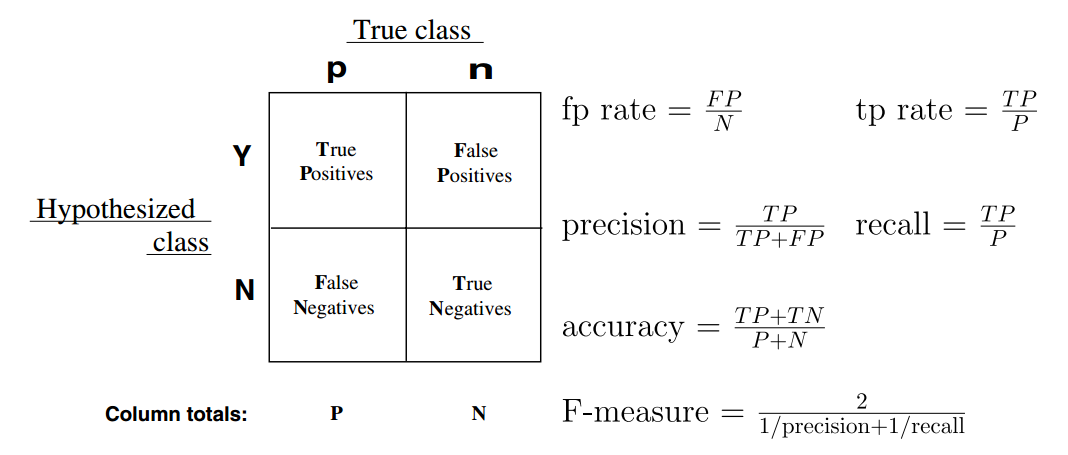 True class
p n
Y
True Positives
False Positives
Hypothesized class
N
False Negatives
True Negatives
Column totals: P N
fp rate = FP/N
tp rate = TP/P
precision = TP/TP+FP
recall = TP/P
accuracy = TP+TN/P+N
F-measure = 2/1/precision+1/recall